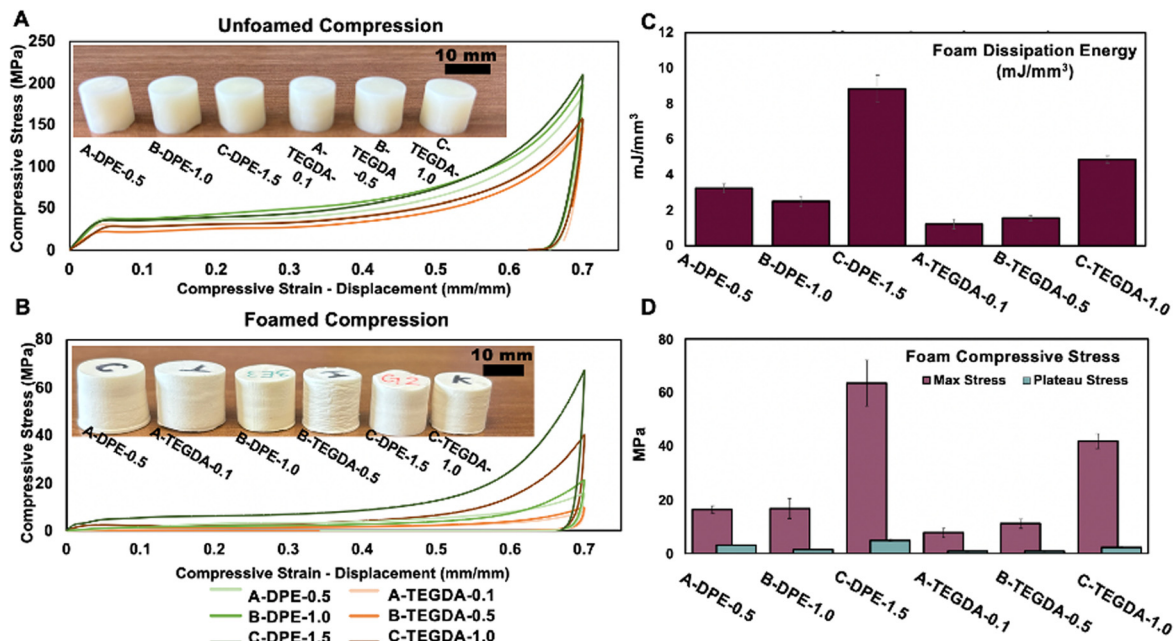 A
Unfoamed Compression
Compressive Stress (MPa)
250
200
150
100
50
0
10 mm
A-DPE-0.5
B-DPE-1.0
C-DPE-1.5
A-
TEGDA-
0.1
B-
TEGDA
-0.5
C-
TEGDA-
1.0
0 0.1 0.2 0.3 0.4 0.5 0.6 0.7
Compressive Strain - Displacement (mm/mm)
B
Foamed Compression
Compressive Stress (MPa)
80
60
40
20
0
10 mm
C
Y
3E3
H
G12
K
A-DPE-0.5
A-TEGDA-0.1
B-DPE-1.0
B-TEGDA-0.5
C-DPE-1.5
C-TEGDA-
1.0
0 0.1 0.2 0.3 0.4 0.5 0.6 0.7
Compressive Strain - Displacement (mm/mm)
A-DPE-0.5 A-TEGDA-0.1
B-DPE-1.0 B-TEGDA-0.5
C-DPE-1.5 C-TEGDA-1.0
C
Foam Dissipation Energy
(mJ/mm³)
mJ/mm³
12
10
8
6
4
2
0
A-DPE-0.5
B-DPE-1.0
C-DPE-1.5
A-TEGDA-0.1
B-TEGDA-0.5
C-TEGDA-1.0
D
Foam Compressive Stress
Max Stress Plateau Stress
MPa
80
60
40
20
0
A-DPE-0.5
B-DPE-1.0
C-DPE-1.5
A-TEGDA-0.1
B-TEGDA-0.5
C-TEGDA-1.0